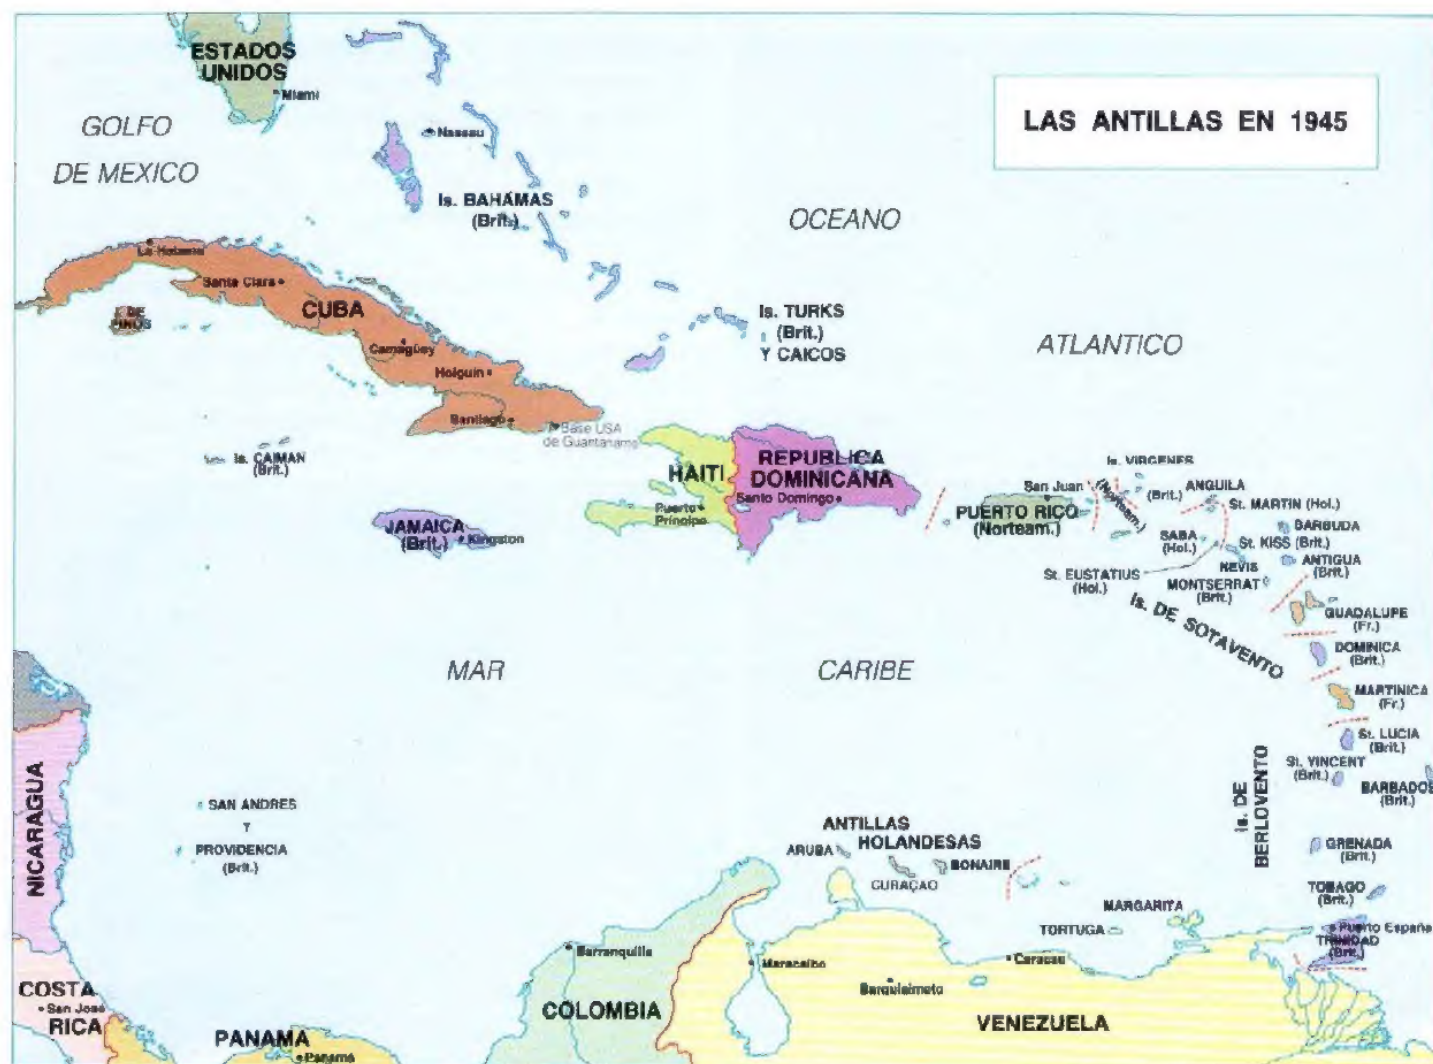 LAS ANTILLAS EN 1945
ESTADOS
UNIDOS
Miami
GOLFO
DE MEXICO
Nassau
Is. BAHAMAS
(Brit.)
OCEANO
ATLANTICO
La Habana
Santa Clara
CUBA
I. DE
PINOS
Camagüey
Holguin
Santiago
Base USA
de Guantanamo
Is. TURKS
(Brit.)
Y CAICOS
Is. CAIMAN
(Brit.)
JAMAICA
(Brit.)
Kingston
HAITI
Puerto
Principe
REPUBLICA
DOMINICANA
Santo Domingo
San Juan
PUERTO RICO
(Norteam.)
Is. VIRGENES
(Norteam.)
(Brit.)
ANGUILA
St. MARTIN (Hol.)
SABA
(Hol.)
St. EUSTATIUS
(Hol.)
BARBUDA
St. KISS (Brit.)
NEVIS
ANTIGUA
(Brit.)
MONTSERRAT
(Brit.)
Is. DE SOTAVENTO
GUADALUPE
(Fr.)
DOMINICA
(Brit.)
MARTINICA
(Fr.)
St. LUCIA
(Brit.)
St. VINCENT
(Brit.)
BARBADOS
(Brit.)
Is. DE
BERLOVENTO
GRENADA
(Brit.)
TOBAGO
(Brit.)
Puerto España
TRINIDAD
(Brit.)
MAR
CARIBE
NICARAGUA
SAN ANDRES
Y
PROVIDENCIA
(Brit.)
ANTILLAS
HOLANDESAS
ARUBA
CURAÇAO
BONAIRE
MARGARITA
TORTUGA
Barranquilla
Maracaibo
Caracas
Barquisimeto
COSTA
San José
RICA
PANAMA
Panamá
COLOMBIA
VENEZUELA